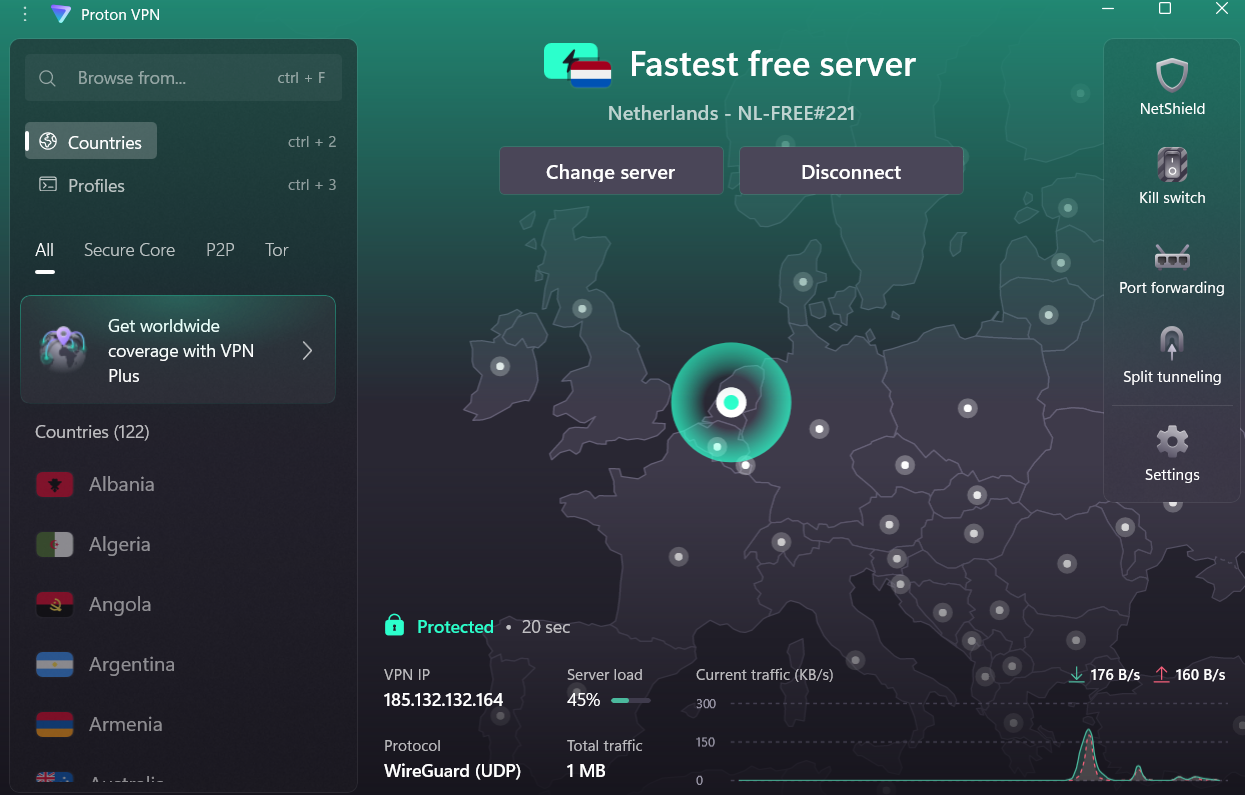 Proton VPN
Browse from...
ctrl + F
Countries
ctrl + 2
Profiles
ctrl + 3
All
Secure Core
P2P
Tor
Get worldwide
coverage with VPN
Plus
Countries (122)
Albania
Algeria
Angola
Argentina
Armenia
Fastest free server
Netherlands - NL-FREE#221
Change server
Disconnect
NetShield
Kill switch
Port forwarding
Split tunneling
Settings
Protected • 20 sec
VPN IP
185.132.132.164
Server load
45%
Protocol
WireGuard (UDP)
Total traffic
1 MB
Current traffic (KB/s)
176 B/s
160 B/s
300
150
0